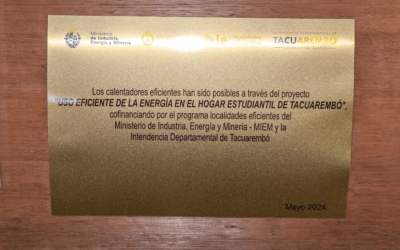 Ministerio
de Industria,
Energía y Minería
TACUAREMBÓ
Los calentadores eficientes han sido posibles a través del proyecto
"USO EFICIENTE DE LA ENERGÍA EN EL HOGAR ESTUDIANTIL DE TACUAREMBÓ",
cofinanciando por el programa localidades eficientes del
Ministerio de Industria, Energía y Minería - MIEM y la
Intendencia Departamental de Tacuarembó
Mayo 2024.